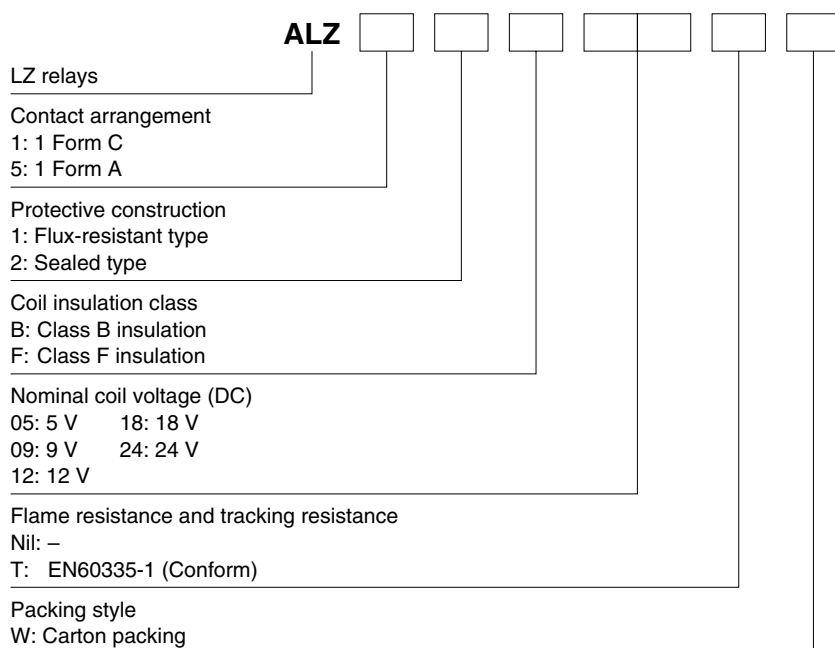 ALZ
LZ relays
Contact arrangement
1: 1 Form C
5: 1 Form A
Protective construction
1: Flux-resistant type
2: Sealed type
Coil insulation class
B: Class B insulation
F: Class F insulation
Nominal coil voltage (DC)
05: 5 V 18: 18 V
09: 9 V 24: 24 V
12: 12 V
Flame resistance and tracking resistance
Nil: –
T: EN60335-1 (Conform)
Packing style
W: Carton packing